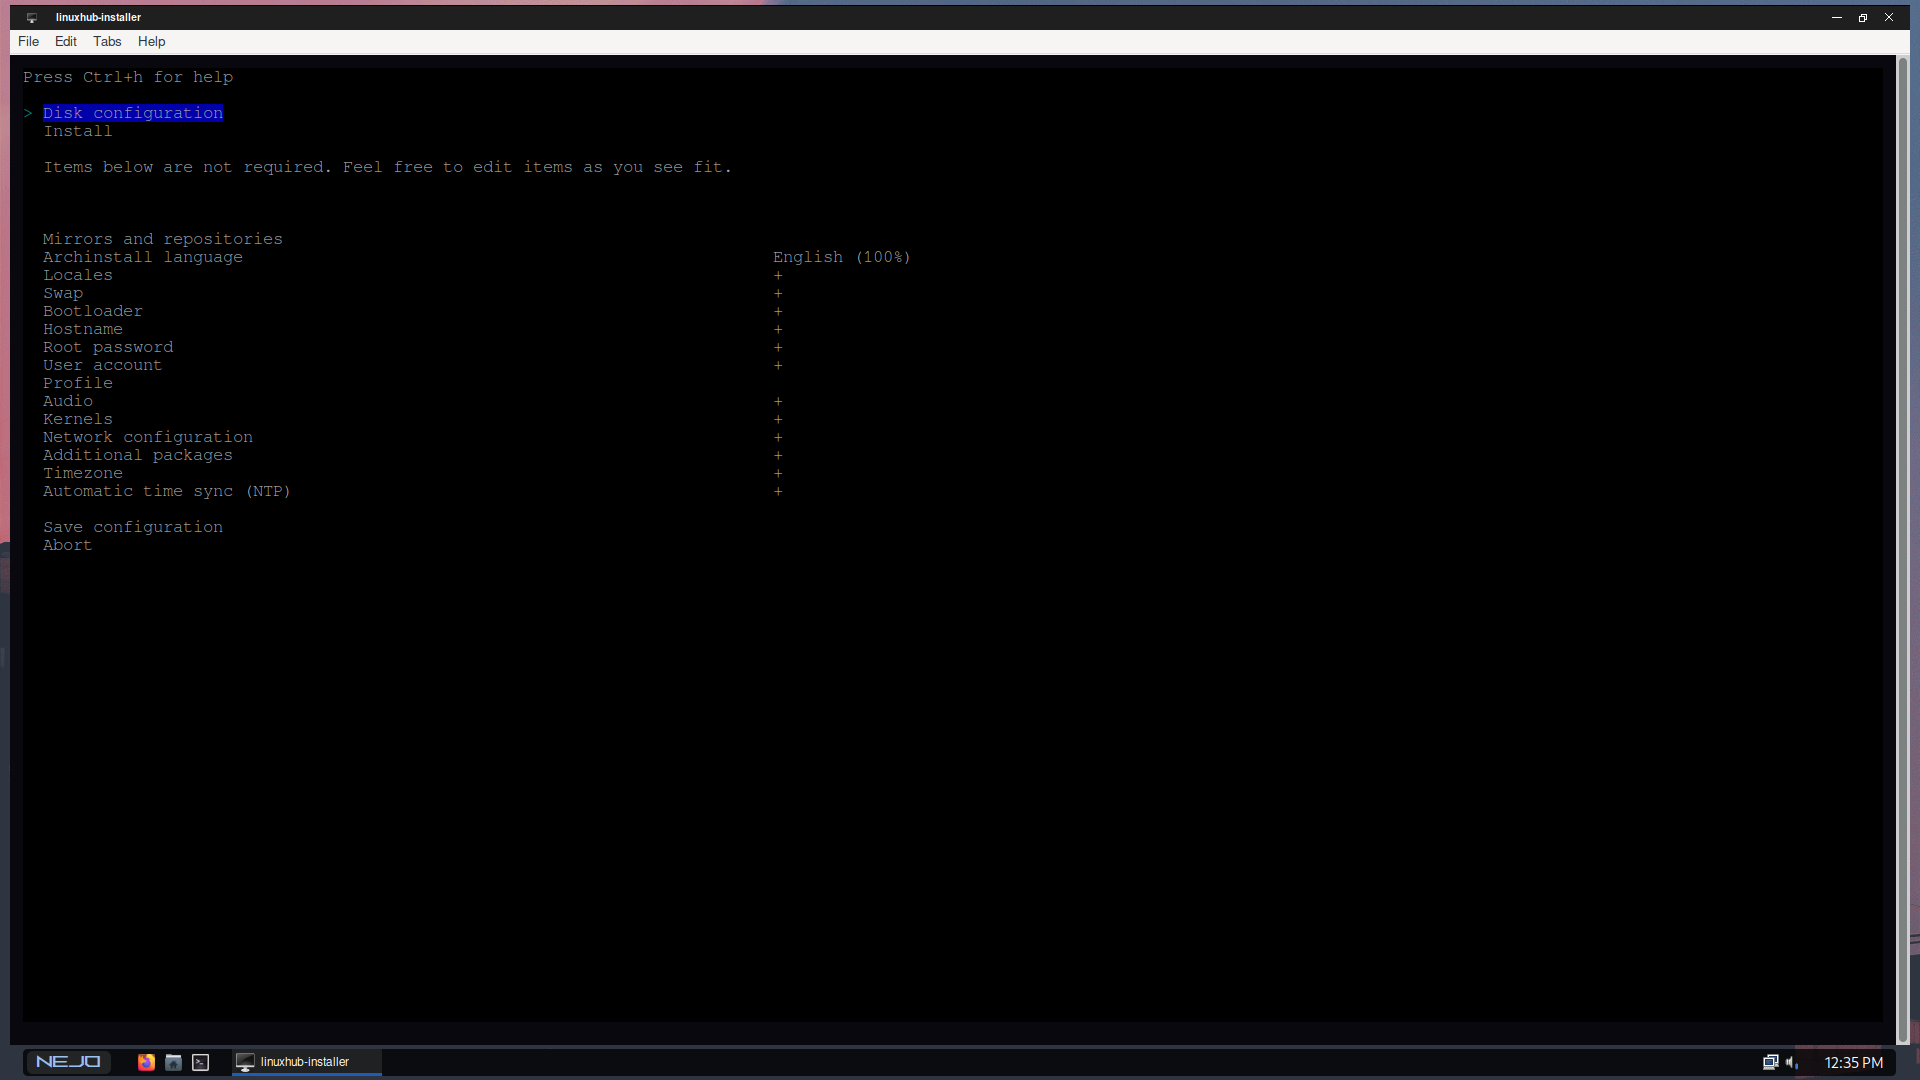 linuxhub-installer
File Edit Tabs Help
Press Ctrl+h for help
> Disk configuration
Install
Items below are not required. Feel free to edit items as you see fit.
Mirrors and repositories
Archinstall language English (100%)
Locales +
Swap +
Bootloader +
Hostname +
Root password +
User account +
Profile
Audio +
Kernels +
Network configuration +
Additional packages +
Timezone +
Automatic time sync (NTP) +
Save configuration
Abort
NEJO linuxhub-installer 12:35 PM